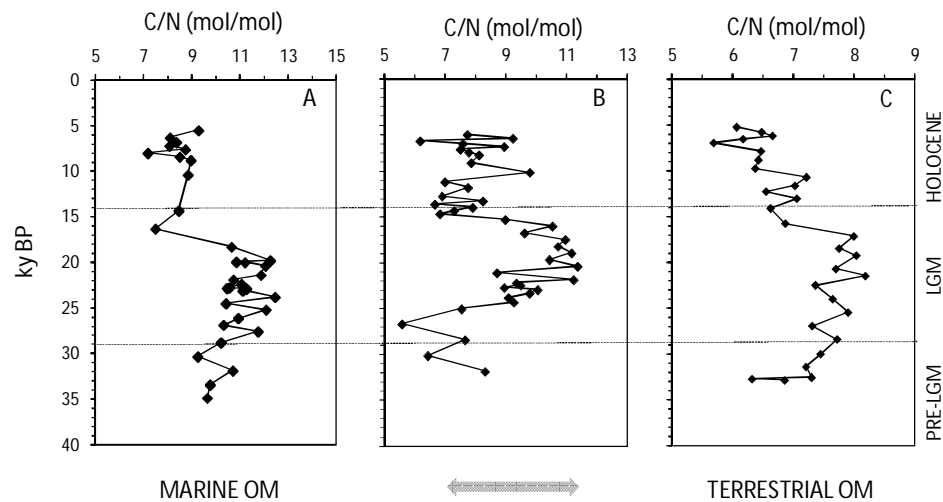 C/N (mol/mol) C/N (mol/mol) C/N (mol/mol)
5 7 9 11 13 15 5 7 9 11 13 5 6 7 8 9
0
5
10
15
20
25
30
35
40
ky BP
A
B
C
HOLOCENE
LGM
PRE-LGM
MARINE OM TERRESTRIAL OM